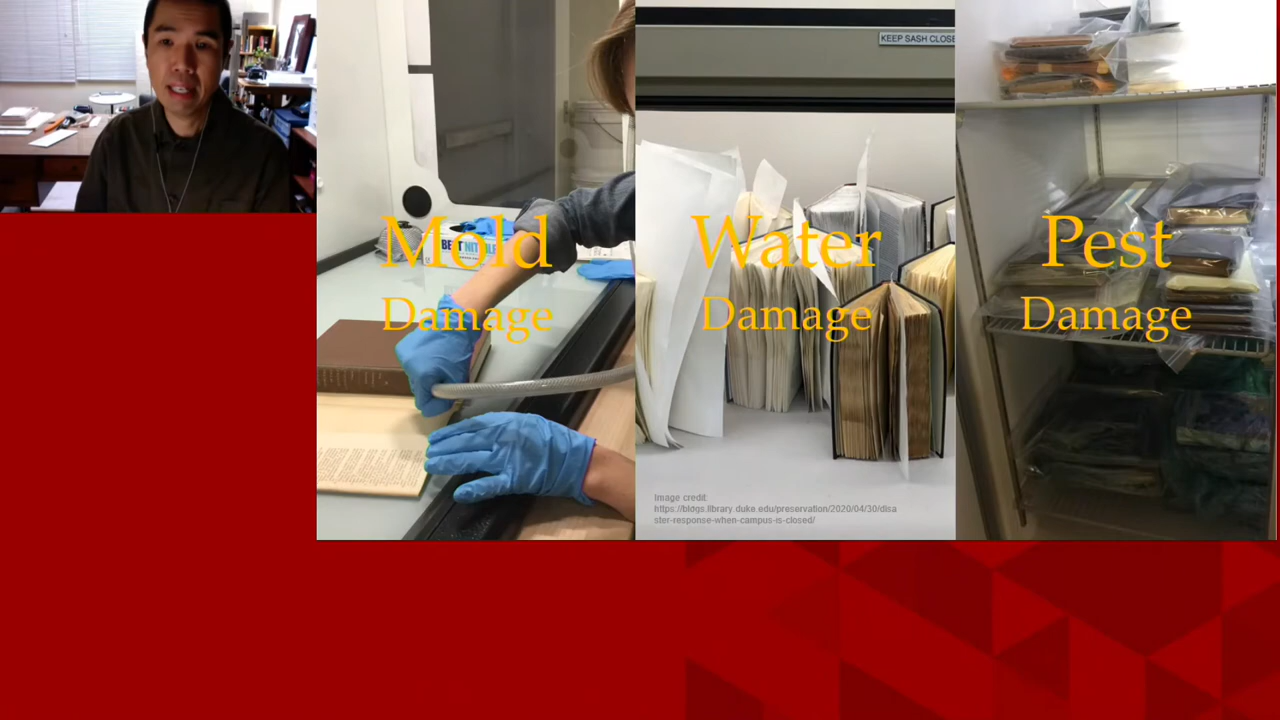 KEEP SASH CLOSE
Mold
Damage
Water
Damage
Pest
Damage
Image credit
https://blogs.library.duke.edu/preservation/2020/04/30/disa
ster-response-when-campus-is-closed/